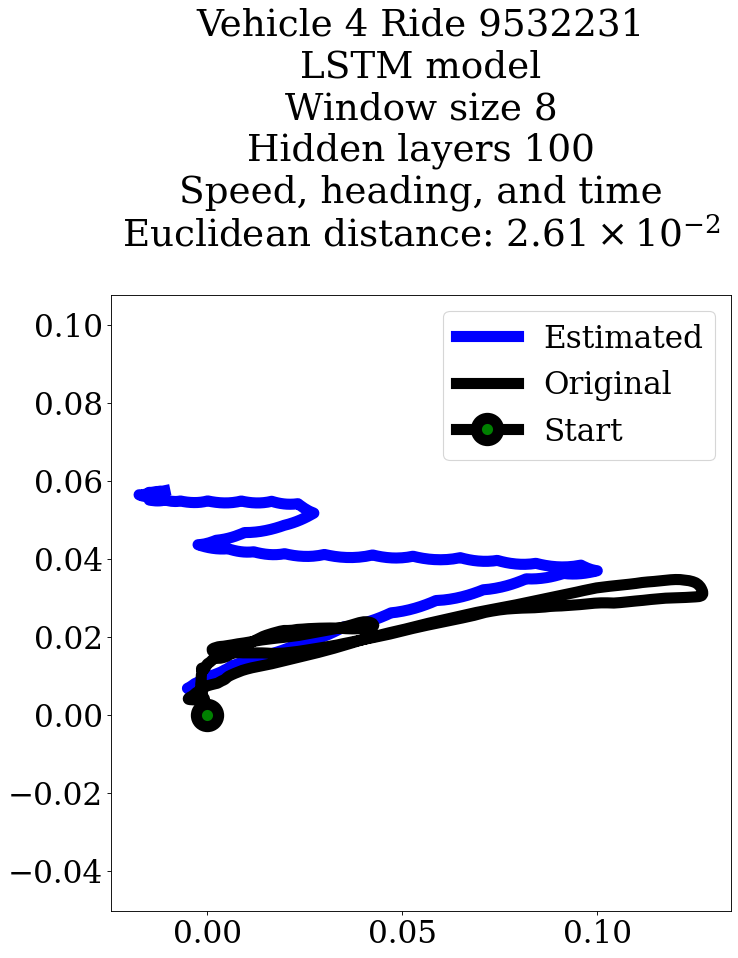 Vehicle 4 Ride 9532231
LSTM model
Window size 8
Hidden layers 100
Speed, heading, and time
Euclidean distance: 2.61 × 10⁻²
Estimated
Original
Start
0.10
0.08
0.06
0.04
0.02
0.00
−0.02
−0.04
0.00 0.05 0.10